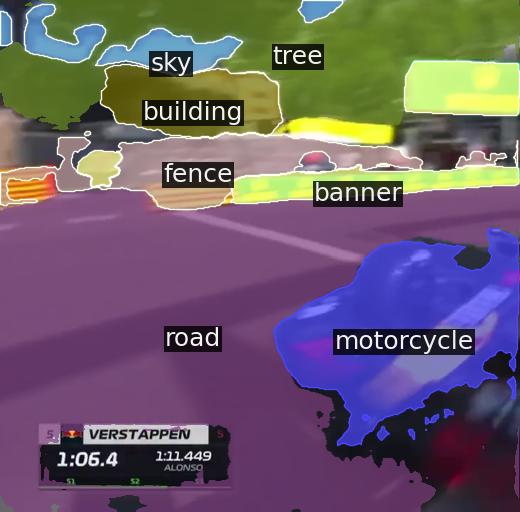 sky
tree
building
fence
banner
road
motorcycle
VERSTAPPEN
1:06.4
1:11.449
ALONSO
S1
S2